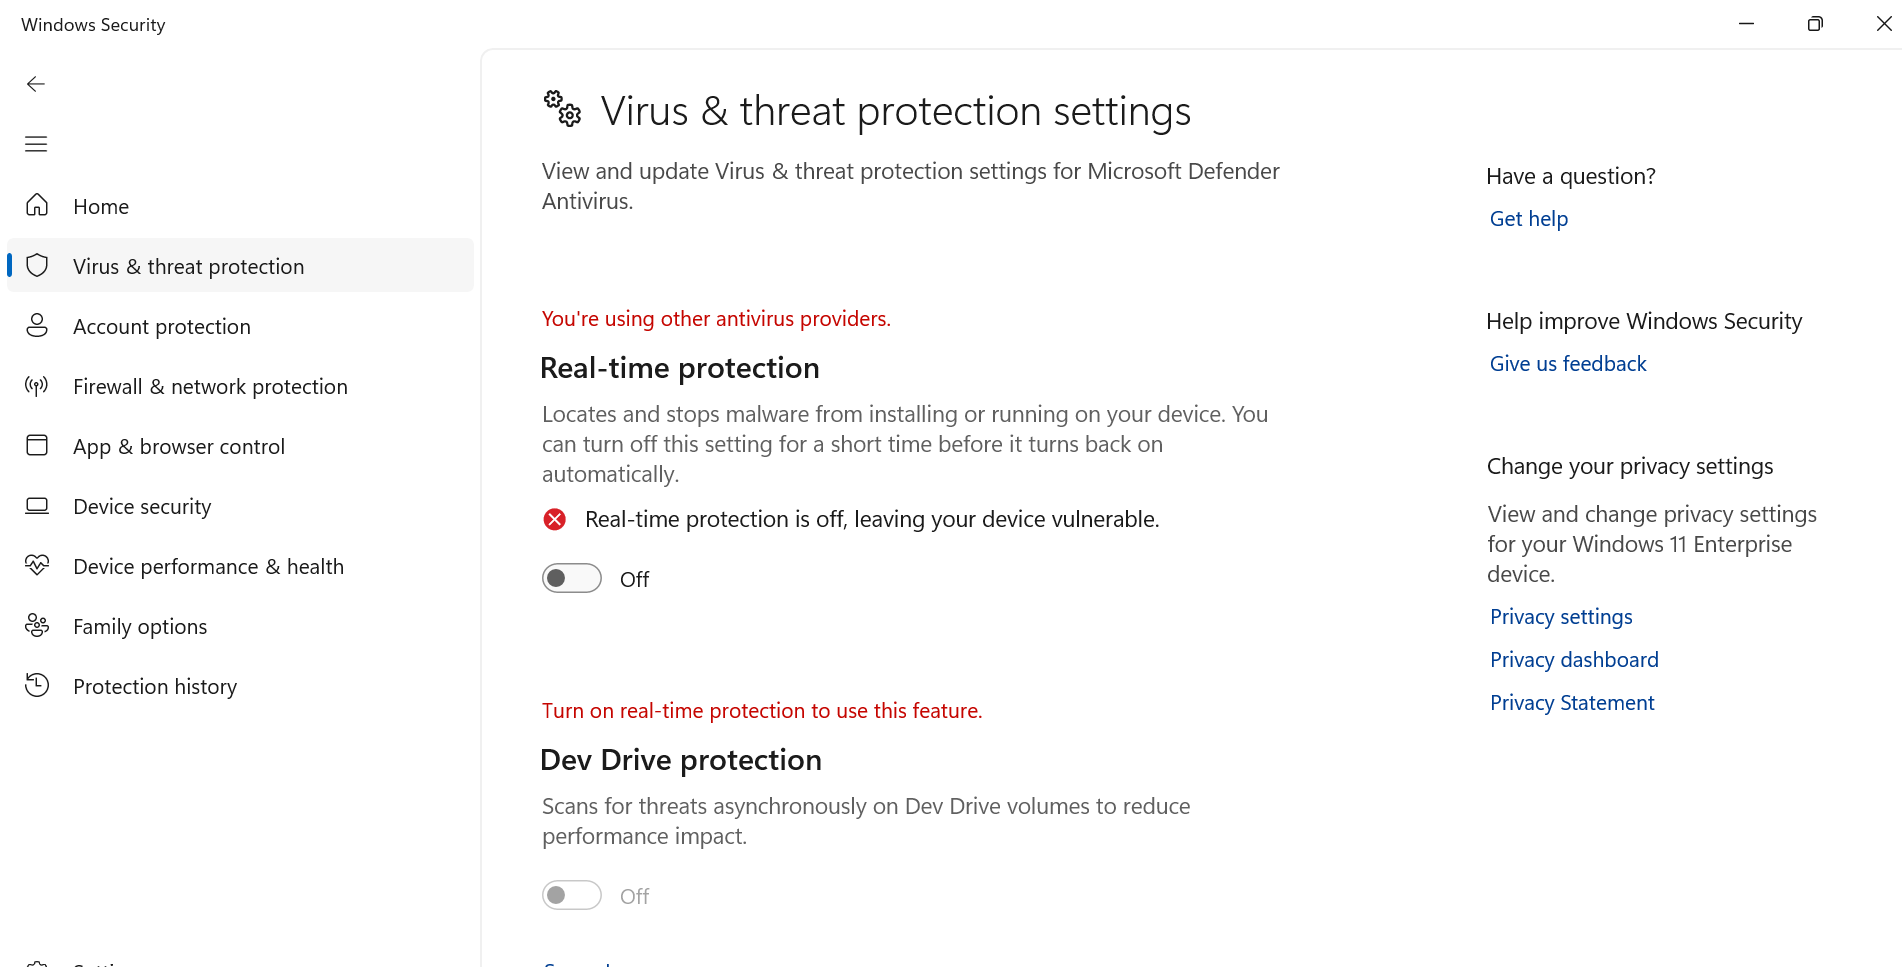 Windows Security
Home
Virus & threat protection
Account protection
Firewall & network protection
App & browser control
Device security
Device performance & health
Family options
Protection history
Virus & threat protection settings
View and update Virus & threat protection settings for Microsoft Defender
Antivirus.
You're using other antivirus providers.
Real-time protection
Locates and stops malware from installing or running on your device. You
can turn off this setting for a short time before it turns back on
automatically.
Real-time protection is off, leaving your device vulnerable.
Off
Turn on real-time protection to use this feature.
Dev Drive protection
Scans for threats asynchronously on Dev Drive volumes to reduce
performance impact.
Off
Have a question?
Get help
Help improve Windows Security
Give us feedback
Change your privacy settings
View and change privacy settings
for your Windows 11 Enterprise
device.
Privacy settings
Privacy dashboard
Privacy Statement